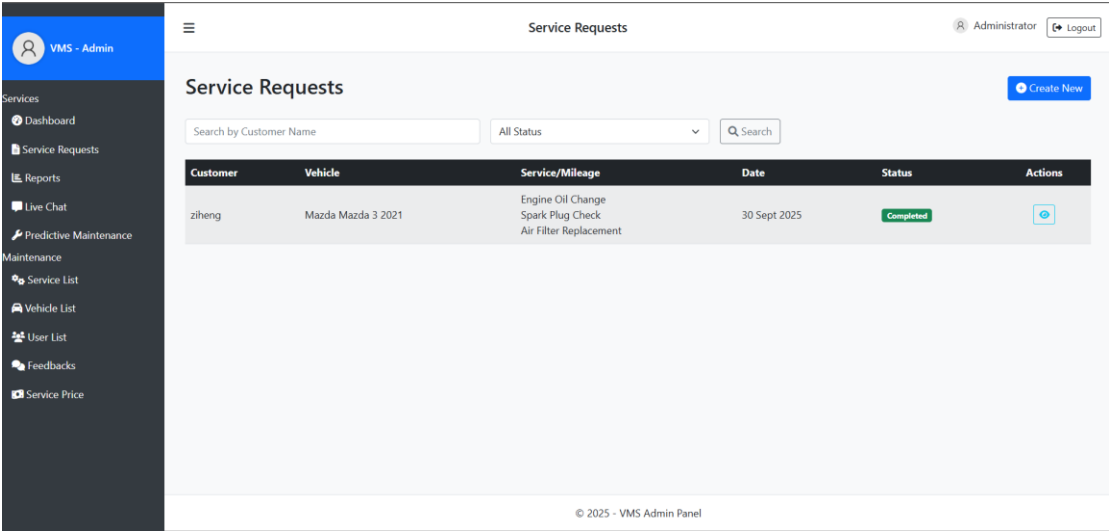 VMS - Admin
Services
Dashboard
Service Requests
Reports
Live Chat
Predictive Maintenance
Maintenance
Service List
Vehicle List
User List
Feedbacks
Service Price
Service Requests
Administrator
Logout
Service Requests
Create New
Search by Customer Name
All Status
Search
Customer Vehicle Service/Mileage Date Status Actions
ziheng Mazda Mazda 3 2021 Engine Oil Change
Spark Plug Check 30 Sept 2025 Completed
Air Filter Replacement
© 2025 - VMS Admin Panel